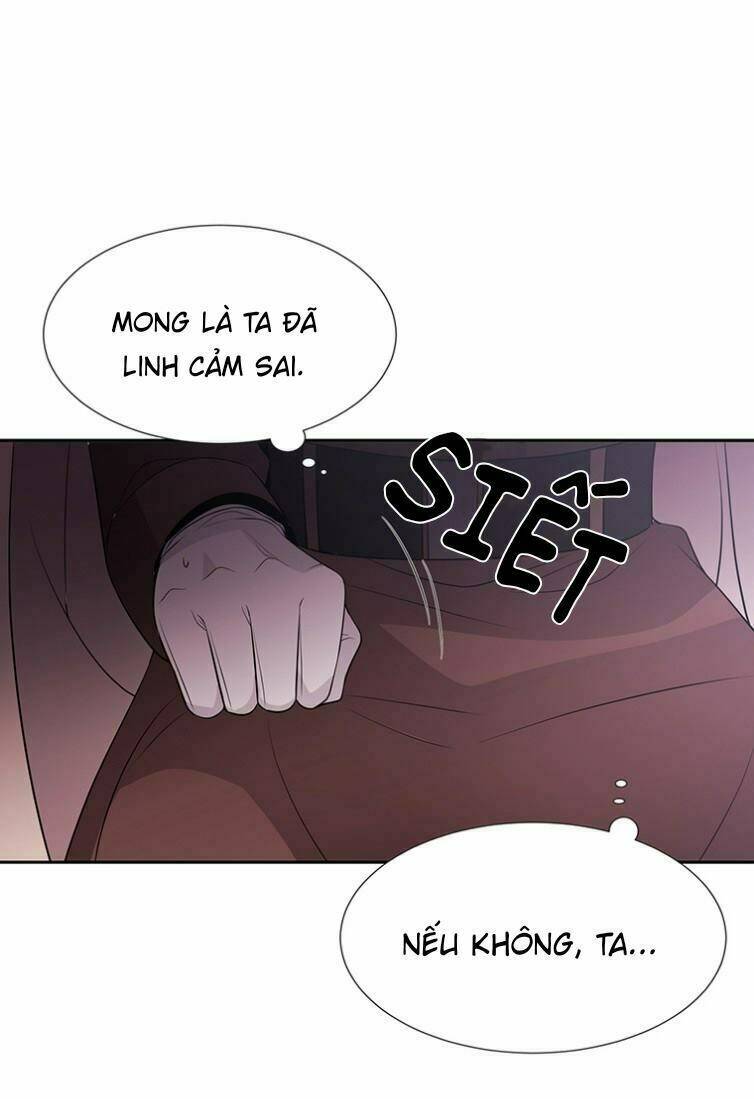 MONG LÀ TA ĐÃ
LINH CẢM SAI.
SIẾT
NẾU KHÔNG, TA...